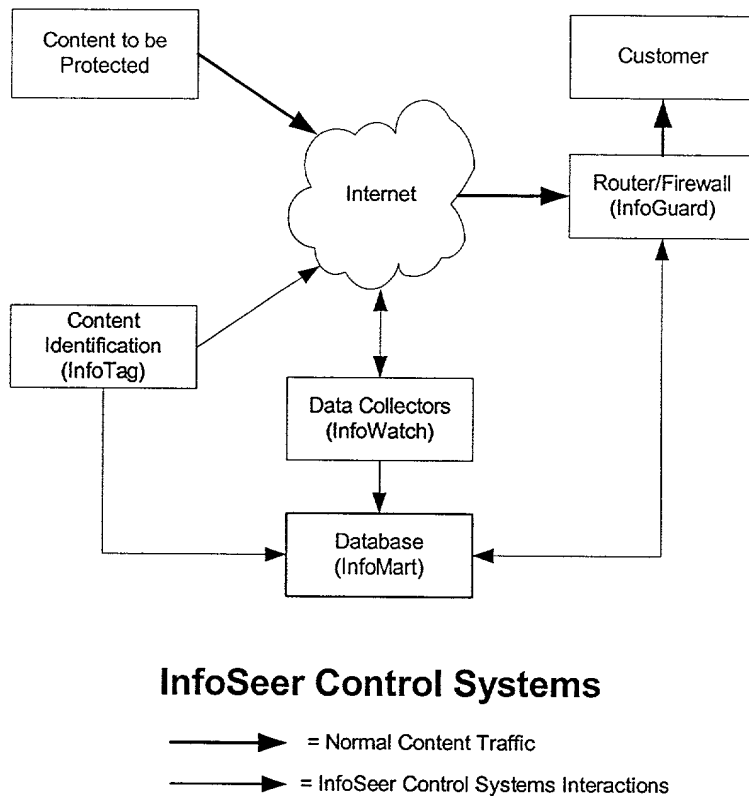 Content to be
Protected
Customer
Internet
Router/Firewall
(InfoGuard)
Content
Identification
(InfoTag)
Data Collectors
(InfoWatch)
Database
(InfoMart)
InfoSeer Control Systems
= Normal Content Traffic
= InfoSeer Control Systems Interactions